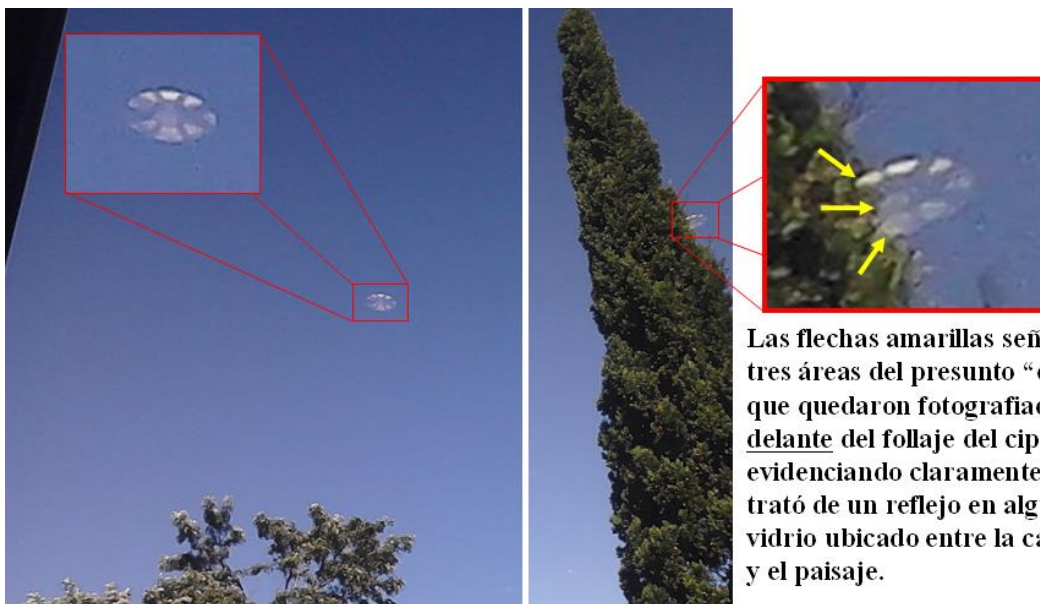 Las flechas amarillas
tres áreas del presunto
que quedaron
delante del follaje del
evidenciando claramente
trató de un reflejo en
vidrio ubicado entre la
y el paisaje.